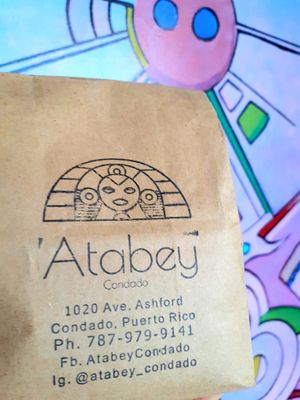 'Atabey
Condado
1020 Ave. Ashford
Condado, Puerto Rico
Ph. 787-979-9141
Fb. AtabeyCondado
Ig. @atabey_condado